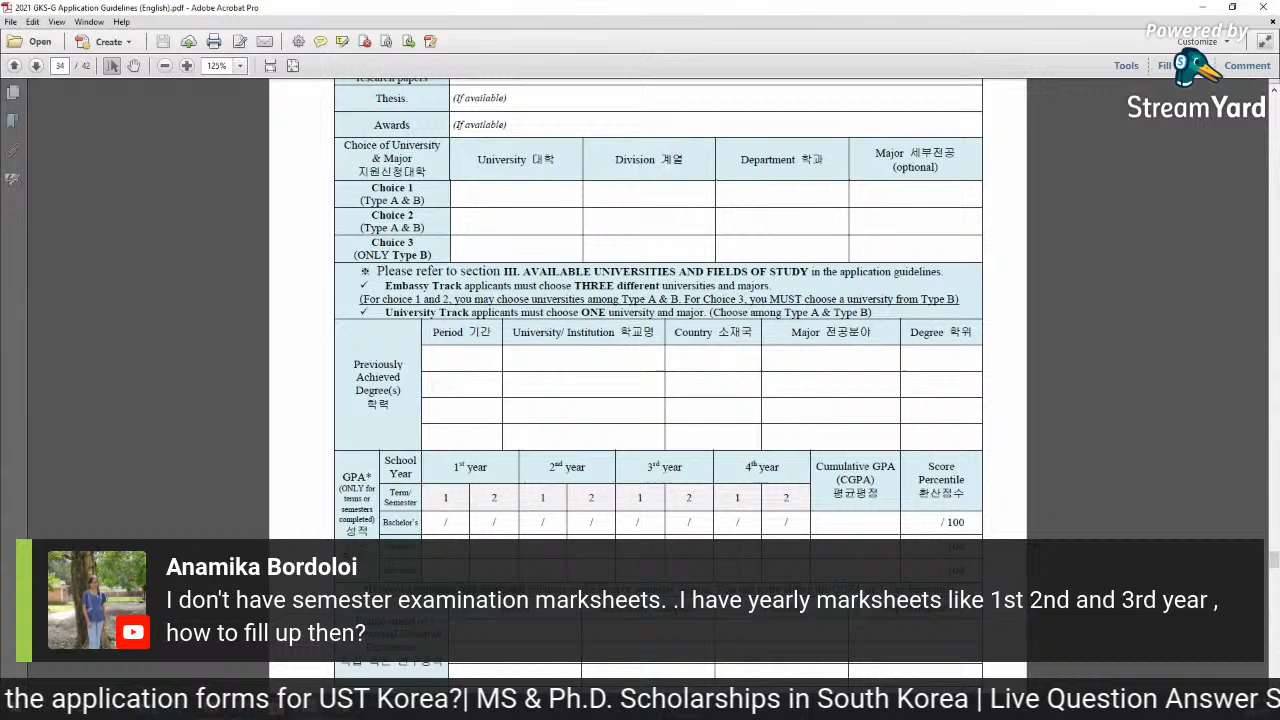 2021 GKS-G Application Guidelines (English).pdf - Adobe Acrobat Pro
File Edit View Window Help
Powered by
Open Create Customize
34 / 42 125% Tools Fill Comment
StreamYard
research papers
Thesis. (If available)
Awards (If available)
Choice of University & Major 지원신청대학 University 대학 Division 계열 Department 학과 Major 세부전공 (optional)
Choice 1
(Type A & B)
Choice 2
(Type A & B)
Choice 3
(ONLY Type B)
※ Please refer to section III. AVAILABLE UNIVERSITIES AND FIELDS OF STUDY in the application guidelines.
✓ Embassy Track applicants must choose THREE different universities and majors.
(For choice 1 and 2, you may choose universities among Type A & B. For Choice 3, you MUST choose a university from Type B)
✓ University Track applicants must choose ONE university and major. (Choose among Type A & Type B)
Previously Achieved Degree(s) 학력 Period 기간 University/ Institution 학교명 Country 소재국 Major 전공분야 Degree 학위
GPA* (ONLY for terms or semesters completed) 성적
School Year 1st year 2nd year 3rd year 4th year Cumulative GPA (CGPA) 평균평점 Score Percentile 환산점수
Term/ Semester 1 2 1 2 1 2 1 2
Bachelor's / / / / / / / / / 100
Anamika Bordoloi
I don't have semester examination marksheets. .I have yearly marksheets like 1st 2nd and 3rd year ,
how to fill up then?
the application forms for UST Korea?| MS & Ph.D. Scholarships in South Korea | Live Question Answer S